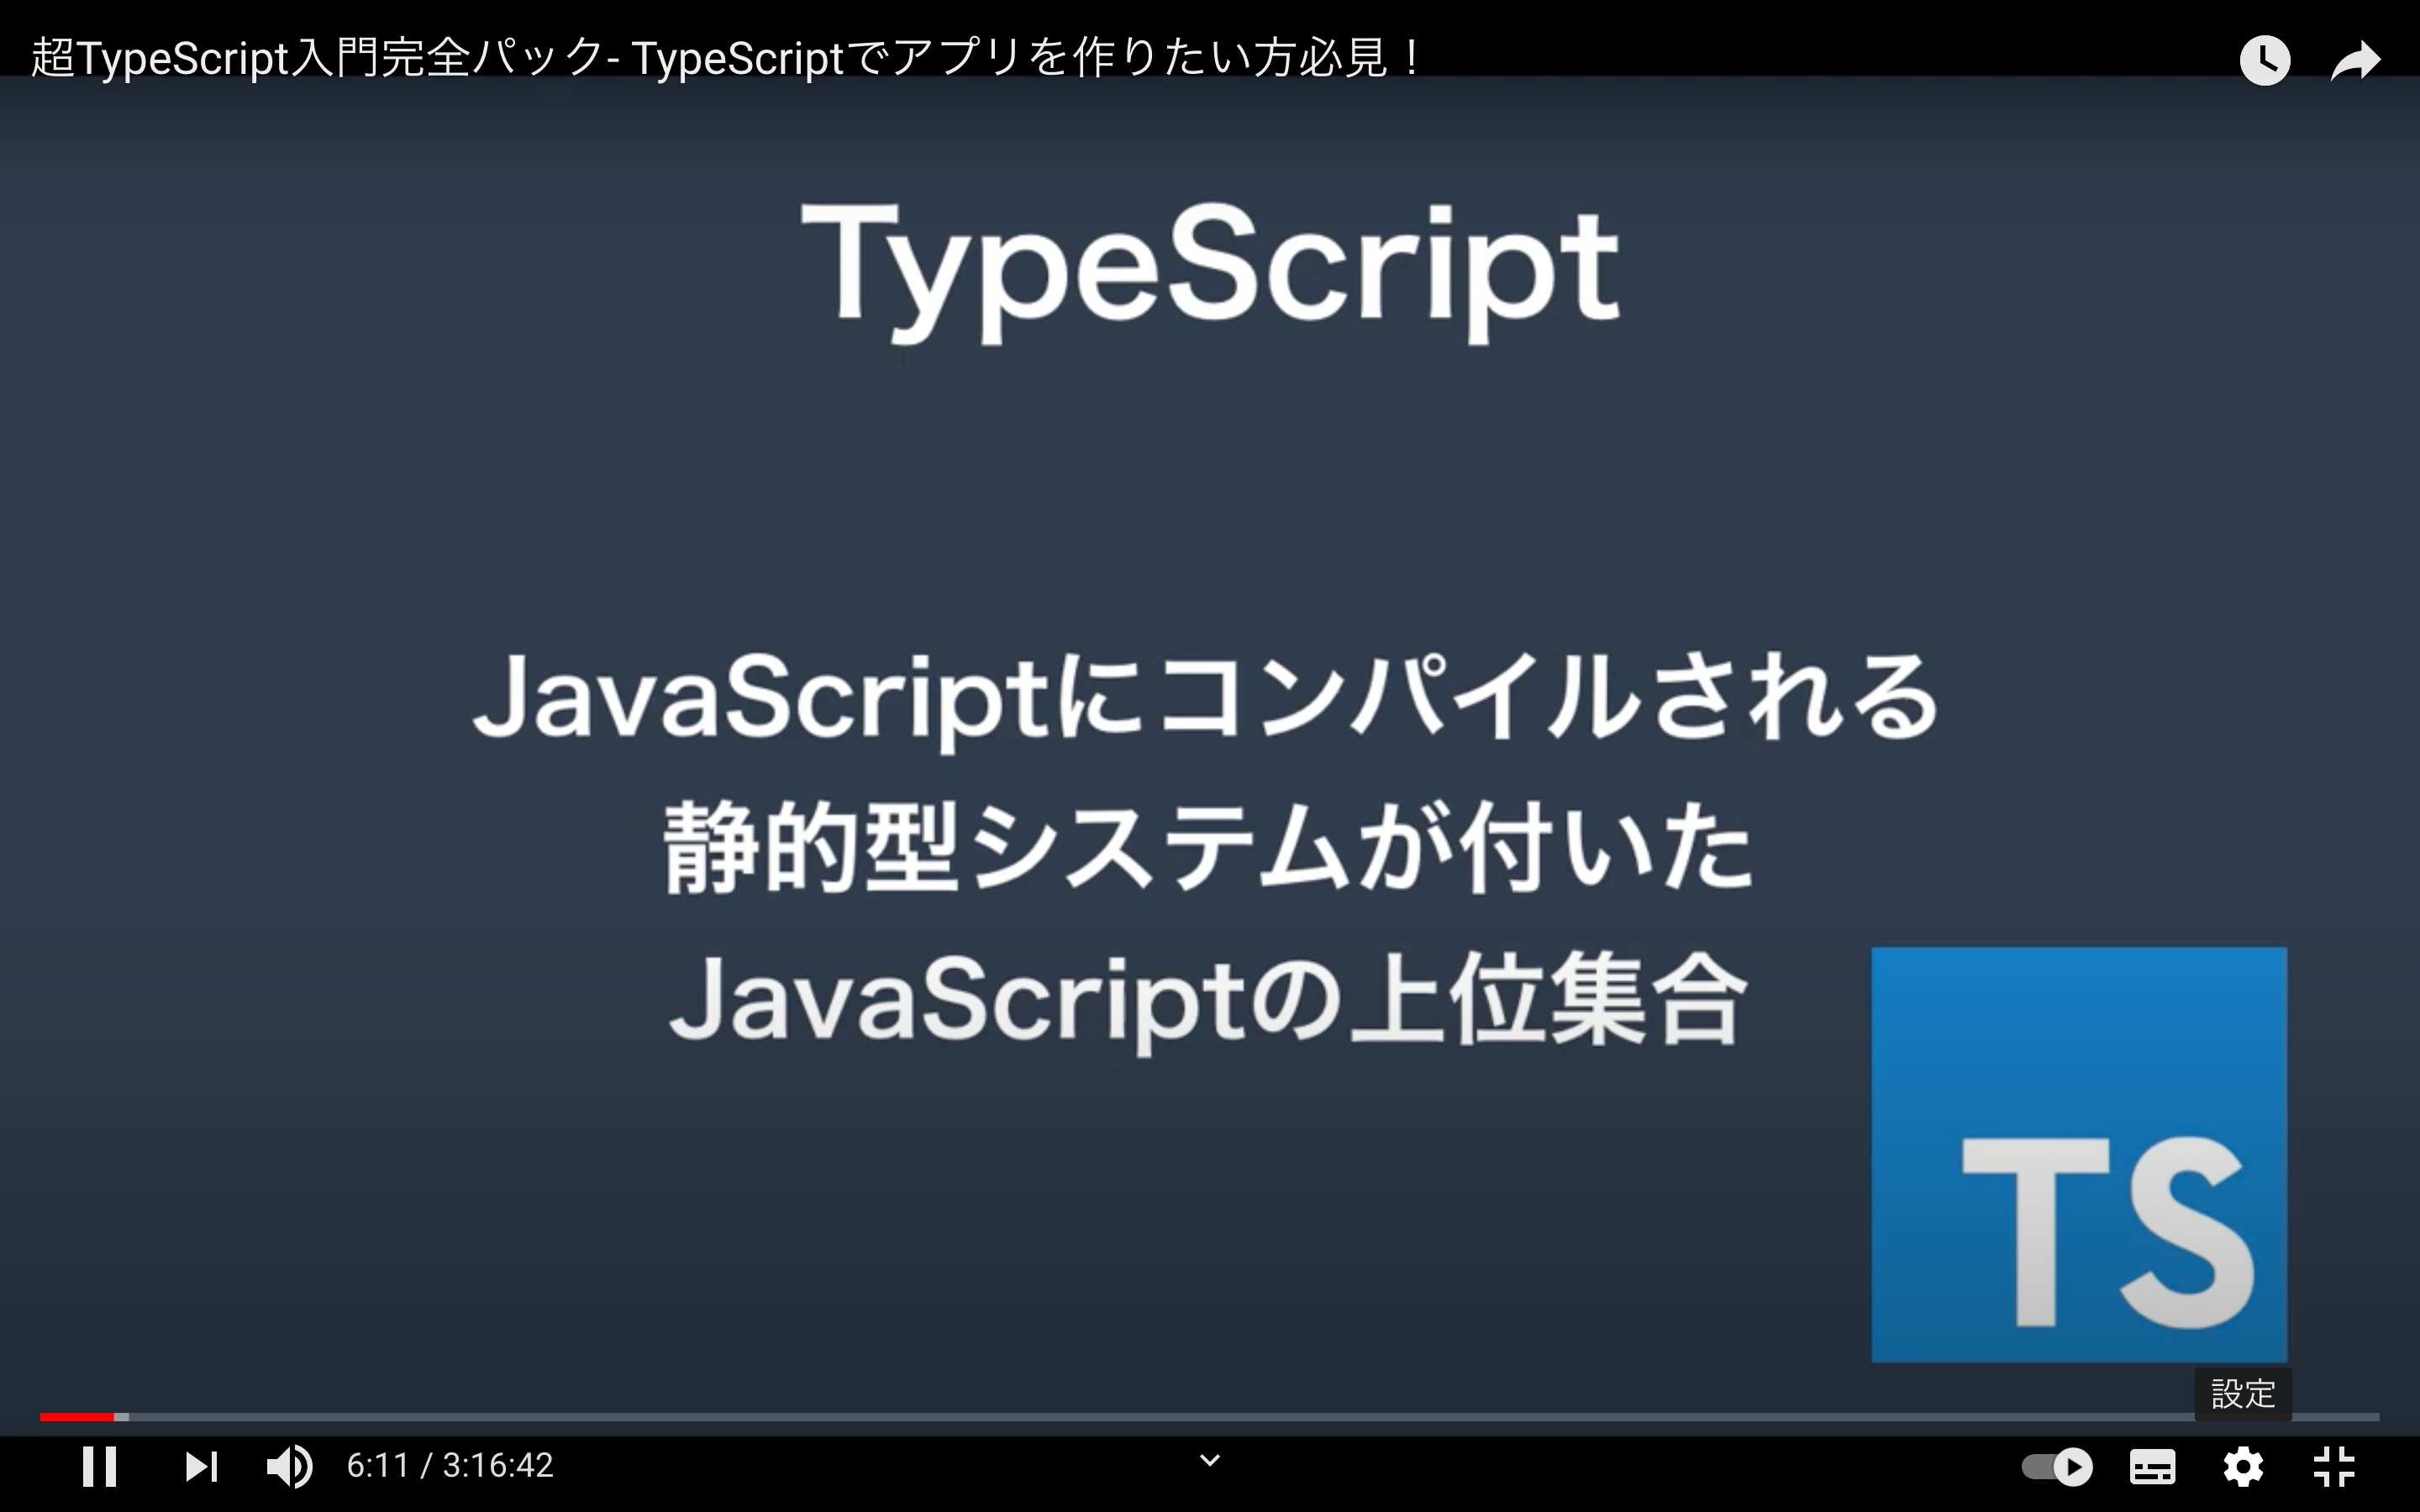 超TypeScript入門完全パック- TypeScriptでアプリを作りたい方必見！
TypeScript
JavaScriptにコンパイルされる
静的型システムが付いた
JavaScriptの上位集合
TS
設定
6:11 / 3:16:42